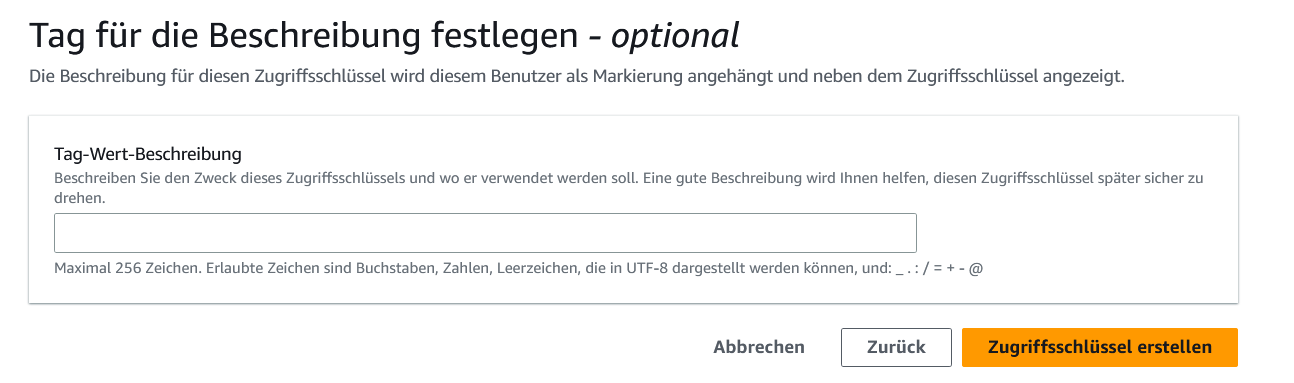 Tag für die Beschreibung festlegen - optional
Die Beschreibung für diesen Zugriffsschlüssel wird diesem Benutzer als Markierung angehängt und neben dem Zugriffsschlüssel angezeigt.
Tag-Wert-Beschreibung
Beschreiben Sie den Zweck dieses Zugriffsschlüssels und wo er verwendet werden soll. Eine gute Beschreibung wird Ihnen helfen, diesen Zugriffsschlüssel später sicher zu
drehen.
Maximal 256 Zeichen. Erlaubte Zeichen sind Buchstaben, Zahlen, Leerzeichen, die in UTF-8 dargestellt werden können, und: _ . : / = + - @
Abbrechen Zurück Zugriffsschlüssel erstellen